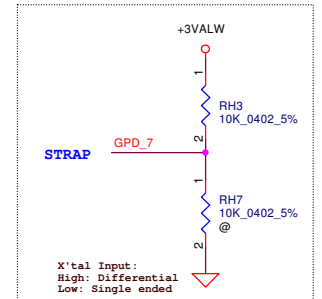 +3VALW
1
RH3
10K_0402_5%
2
GPD_7
STRAP
1
RH7
10K_0402_5%
@
2
X'tal Input:
High: Differential
Low: Single ended